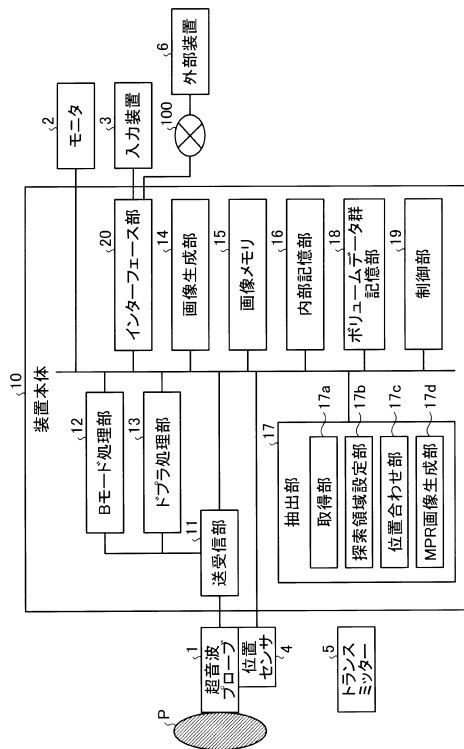 10
装置本体
P
1
超音波
プローブ
位置
センサ
4
5
トランス
ミッター
11
送受信部
12
Bモード処理部
13
ドプラ処理部
17
抽出部
17a
取得部
17b
探索領域設定部
17c
位置合わせ部
17d
MPR画像生成部
20
インターフェース部
14
画像生成部
15
画像メモリ
16
内部記憶部
18
ボリュームデータ群
記憶部
19
制御部
2
モニタ
3
入力装置
100
6
外部装置